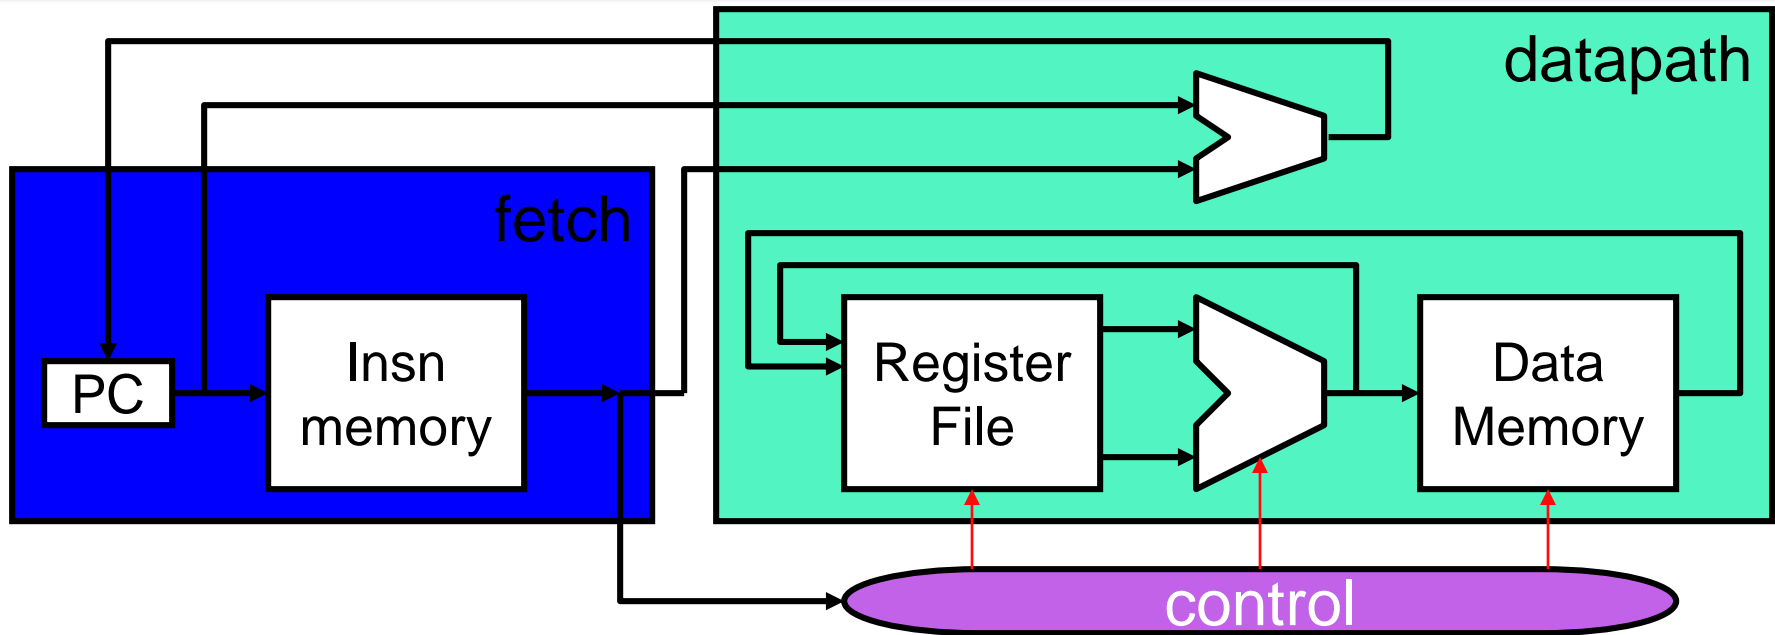 datapath
fetch
PC
Insn
memory
Register
File
Data
Memory
control